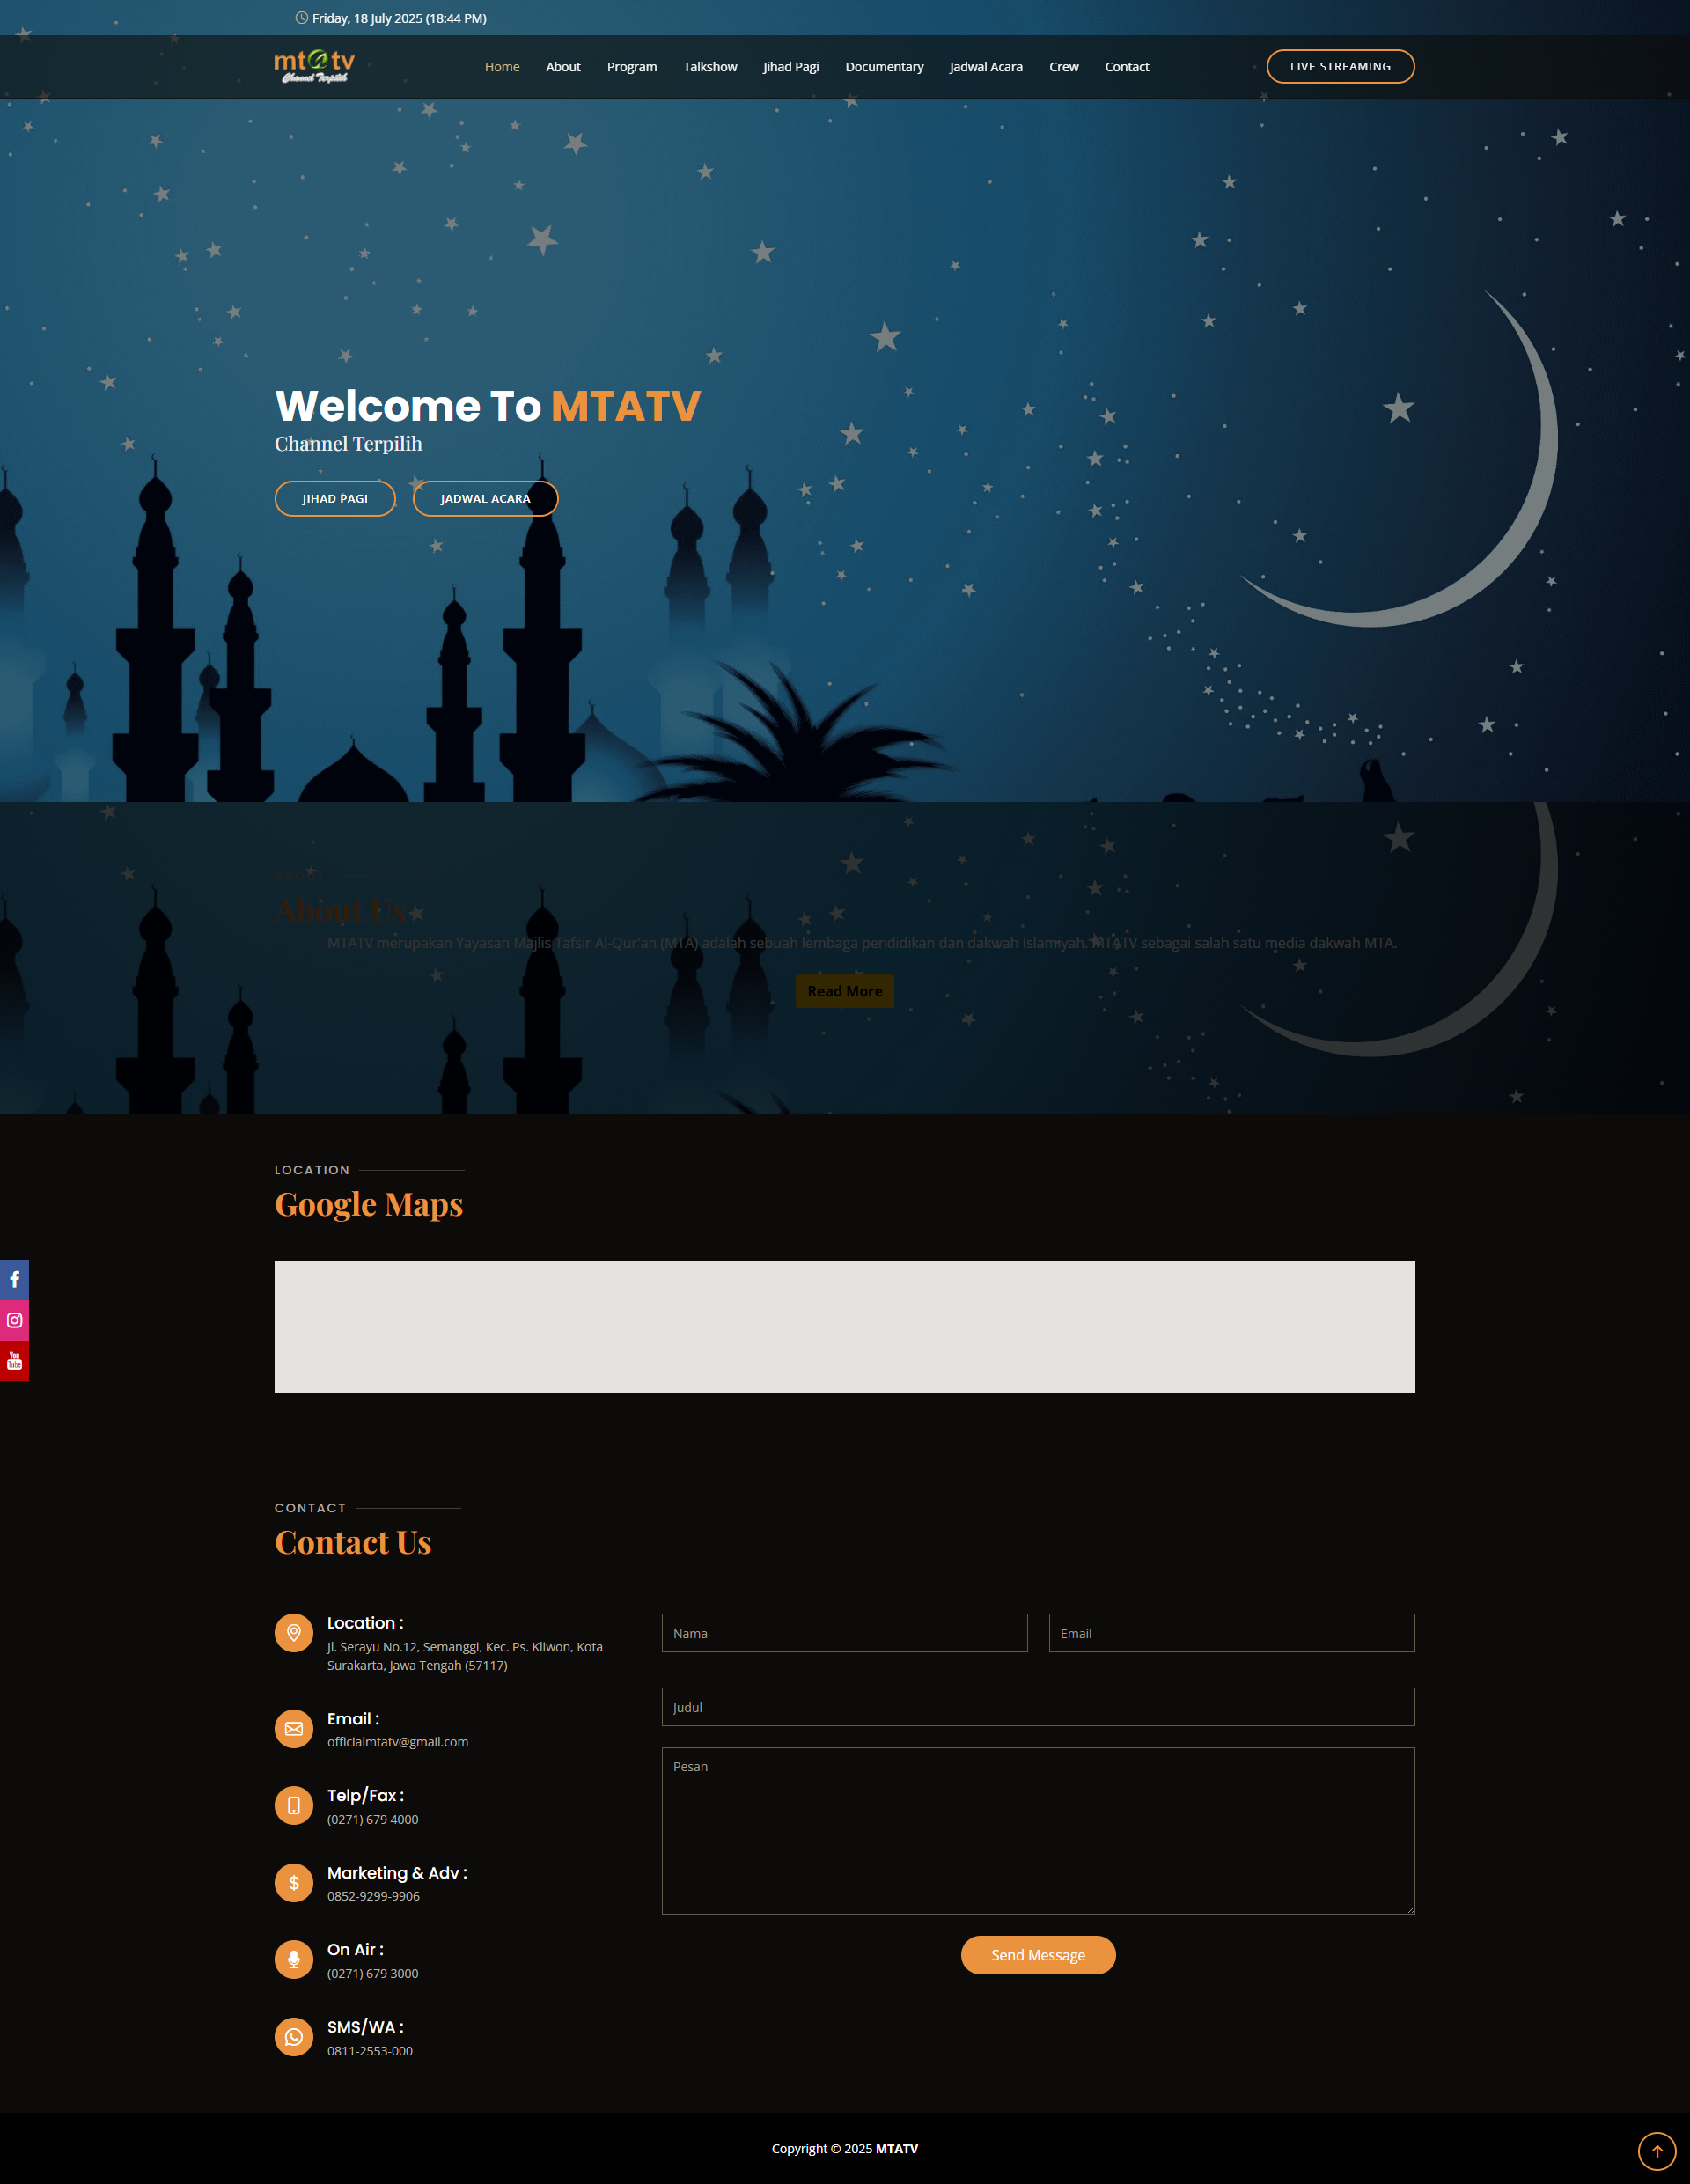 Friday, 18 July 2025 (18:44 PM)
mtatv
Channel Terpilih
Home
About
Program
Talkshow
Jihad Pagi
Documentary
Jadwal Acara
Crew
Contact
LIVE STREAMING
Welcome To MTATV
Channel Terpilih
JIHAD PAGI
JADWAL ACARA
ABOUT
About Us
MTATV merupakan Yayasan Majlis Tafsir Al-Qur'an (MTA) adalah sebuah lembaga pendidikan dan dakwah Islamiyah. MTATV sebagai salah satu media dakwah MTA.
Read More
LOCATION
Google Maps
You
Tube
CONTACT
Contact Us
Location :
Jl. Serayu No.12, Semanggi, Kec. Ps. Kliwon, Kota
Surakarta, Jawa Tengah (57117)
Email :
officialmtatv@gmail.com
Telp/Fax :
(0271) 679 4000
Marketing & Adv :
0852-9299-9906
On Air :
(0271) 679 3000
SMS/WA :
0811-2553-000
Nama
Email
Judul
Pesan
Send Message
Copyright © 2025 MTATV